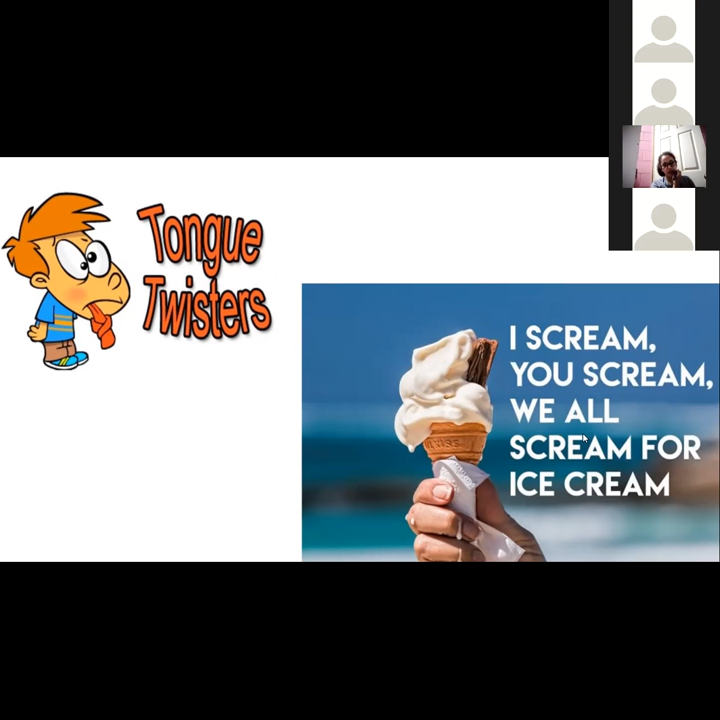 Tongue
Twisters
I SCREAM,
YOU SCREAM,
WE ALL
SCREAM FOR
ICE CREAM